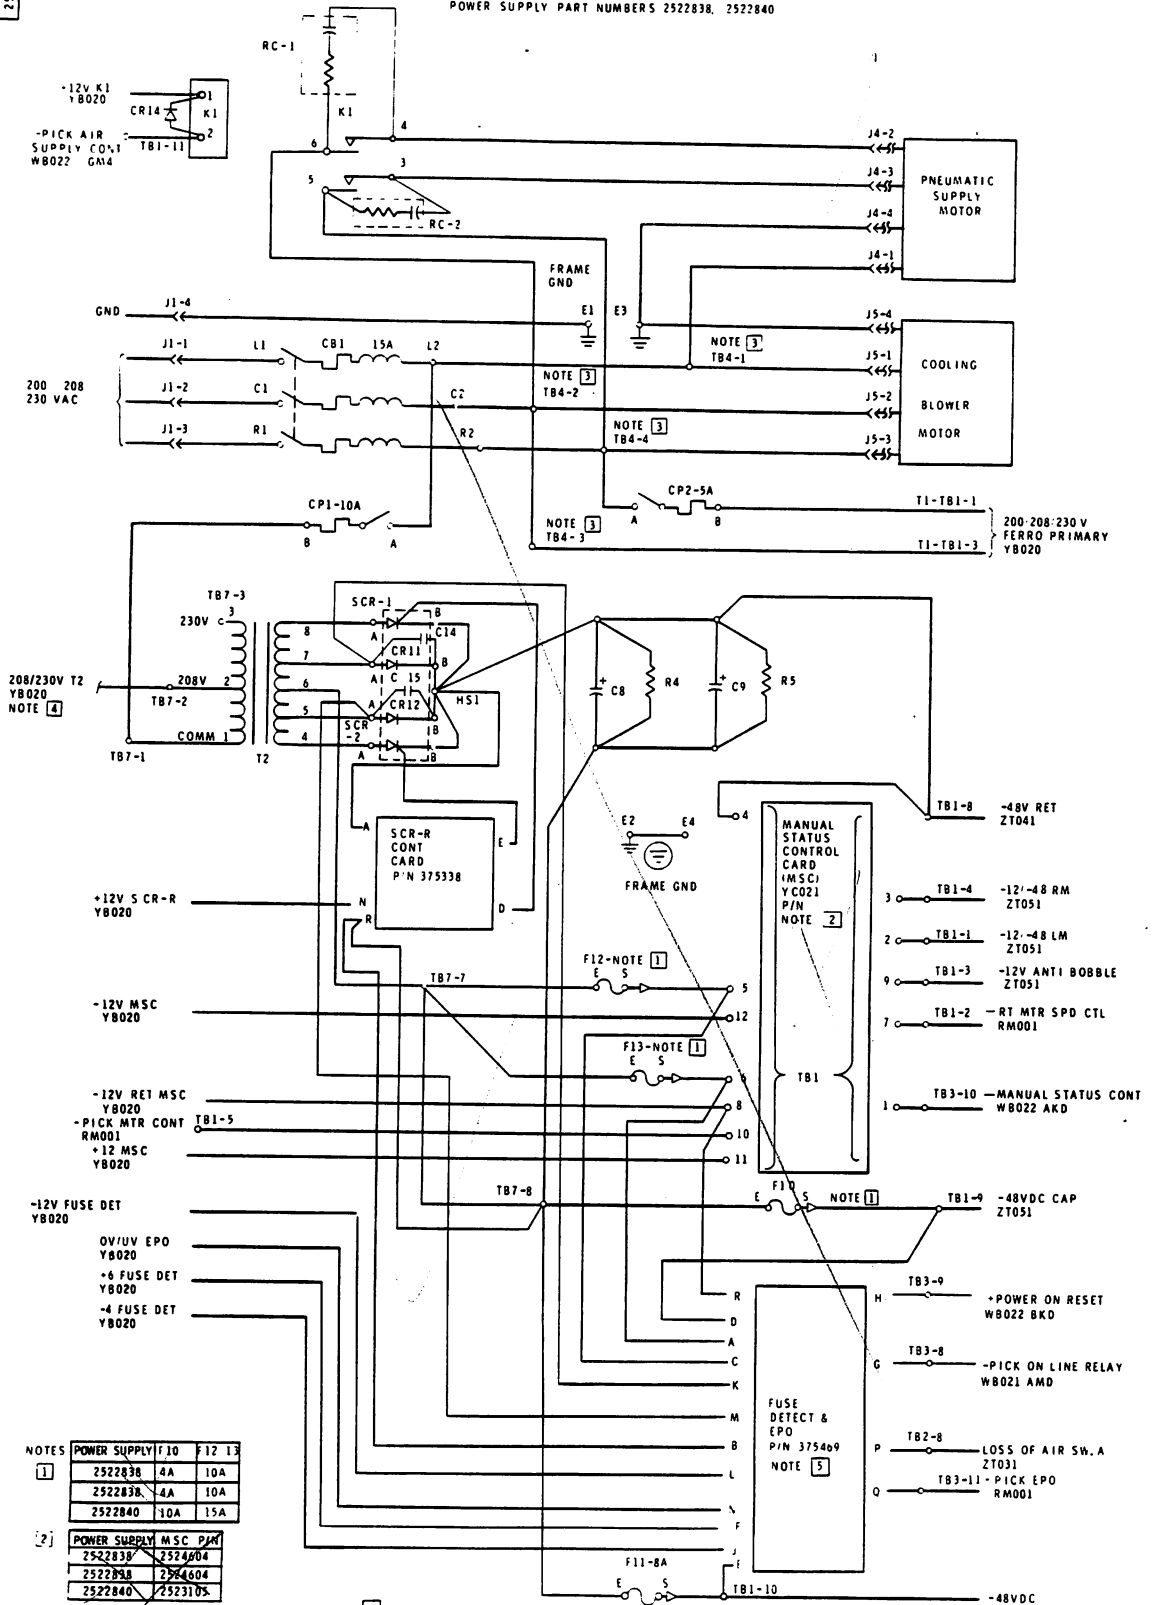 POWER SUPPLY PART NUMBERS 2522838, 2522840
RC-1
-12V K1
YB020
CR14
1
K1
2
-PICK AIR
SUPPLY CONT
WB022 GM4
TB1-11
K1
6
4
3
5
RC-2
J4-2
J4-3
J4-4
J4-1
PNEUMATIC
SUPPLY
MOTOR
FRAME
GND
GND
J1-4
E1
E3
J5-4
J1-1
L1
CB1
15A
L2
NOTE 3
TB4-1
J5-1
COOLING
200 208
230 VAC
J1-2
C1
C2
NOTE 3
TB4-2
J5-2
BLOWER
J1-3
R1
R2
NOTE 3
TB4-4
J5-3
MOTOR
CP1-10A
B
A
CP2-5A
A
B
T1-TB1-1
NOTE 3
TB4-3
T1-TB1-3
200·208/230 V
FERRO PRIMARY
YB020
TB7-3
3
230V
SCR-1
B
8
A
C14
7
CR11
A
C 15
B
208/230V T2
YB020
NOTE 4
208V
2
TB7-2
6
A
CR12
HS1
5
SCR
-2
B
COMM 1
4
A
B
TB7-1
T2
C8
R4
C9
R5
4
TB1-8
-48V RET
ZT041
A
SCR-R
CONT
CARD
P/N 375338
E
N
R
D
+12V SCR-R
YB020
E2
E4
FRAME GND
MANUAL
STATUS
CONTROL
CARD
(MSC)
YC021
P/N
NOTE 2
TB1
3
TB1-4
-12/-48 RM
ZT051
2
TB1-1
-12/-48 LM
ZT051
9
TB1-3
-12V ANTI BOBBLE
ZT051
7
TB1-2
-RT MTR SPD CTL
RM001
1
TB3-10
-MANUAL STATUS CONT
WB022 AKD
TB7-7
F12-NOTE 1
E S
5
-12V MSC
YB020
12
F13-NOTE 1
E S
6
-12V RET MSC
YB020
8
-PICK MTR CONT
RM001
TB1-5
10
+12 MSC
YB020
11
TB7-8
F10
E S
NOTE 1
TB1-9
-48VDC CAP
ZT051
-12V FUSE DET
YB020
OV/UV EPO
YB020
+6 FUSE DET
YB020
-4 FUSE DET
YB020
R
D
A
C
K
M
B
L
N
F
J
E
FUSE
DETECT &
EPO
P/N 375469
NOTE 5
H
TB3-9
+POWER ON RESET
WB022 BKD
G
TB3-8
-PICK ON LINE RELAY
WB021 AMD
P
TB2-8
LOSS OF AIR SW. A
ZT031
Q
TB3-11
-PICK EPO
RM001
F11-8A
E S
TB1-10
-48VDC
NOTES
1
POWER SUPPLY F10 F12 13
2522838 4A 10A
2522838 4A 10A
2522840 10A 15A
2
POWER SUPPLY MSC P/N
2522838 2524604
2522838 2524604
2522840 2523105